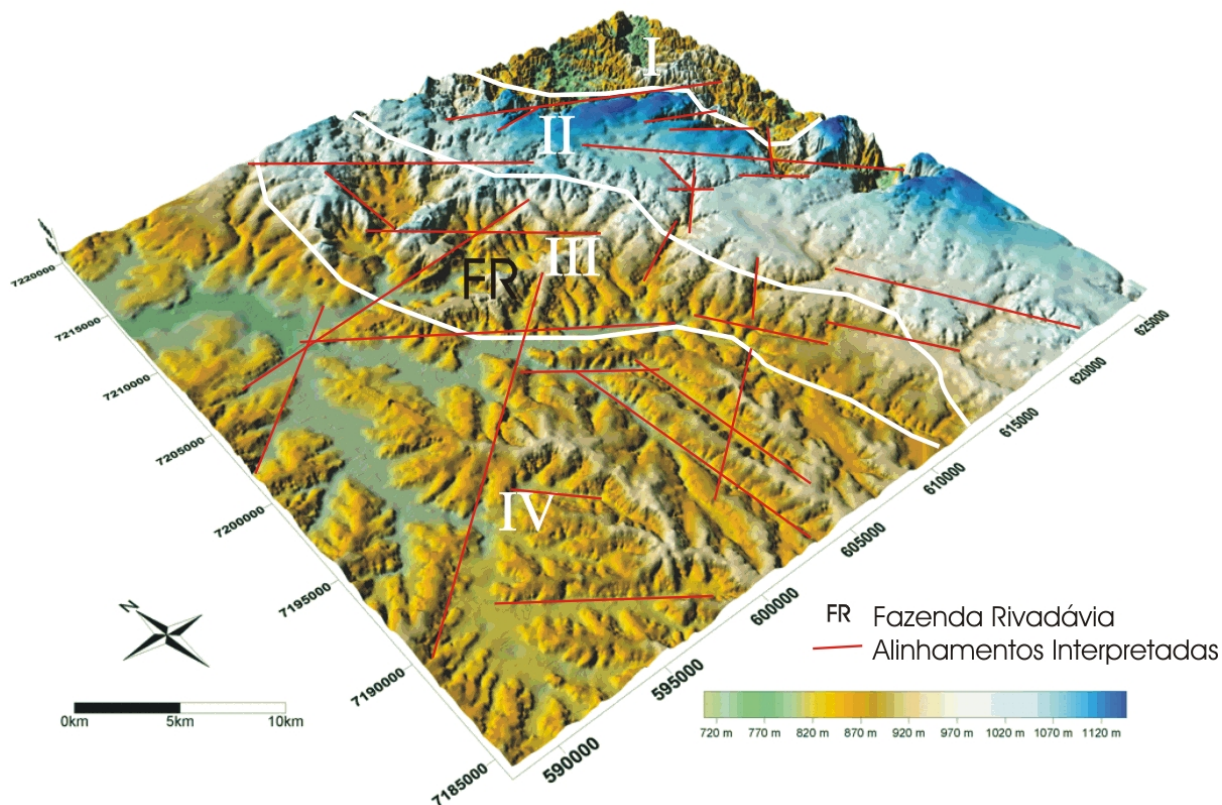 I
II
III
FR
IV
7220000
7215000
7210000
7205000
7200000
7195000
7190000
7185000
625000
620000
615000
610000
605000
600000
595000
590000
N
0km 5km 10km
FR Fazenda Rivadávia
Alinhamentos Interpretadas
720 m 770 m 820 m 870 m 920 m 970 m 1020 m 1070 m 1120 m